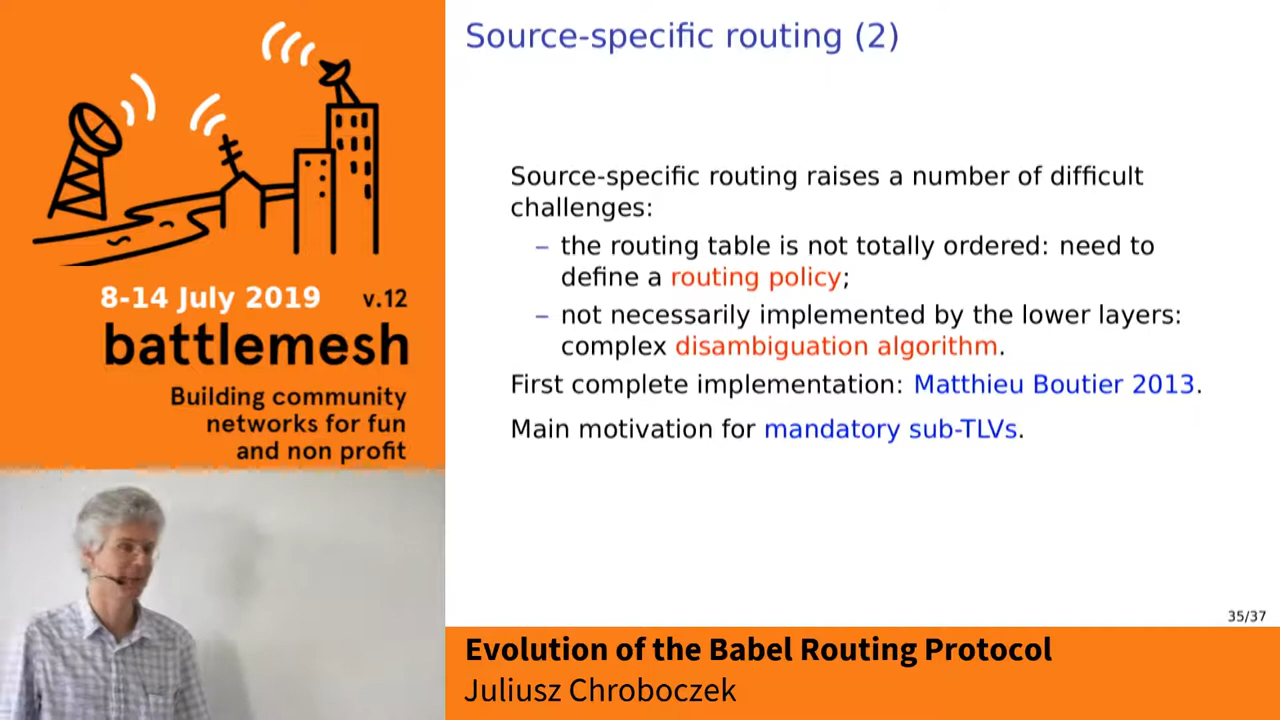 8-14 July 2019 v.12
battlemesh
Building community
networks for fun
and non profit
Source-specific routing (2)
Source-specific routing raises a number of difficult
challenges:
– the routing table is not totally ordered: need to
define a routing policy;
– not necessarily implemented by the lower layers:
complex disambiguation algorithm.
First complete implementation: Matthieu Boutier 2013.
Main motivation for mandatory sub-TLVs.
35/37
Evolution of the Babel Routing Protocol
Juliusz Chroboczek